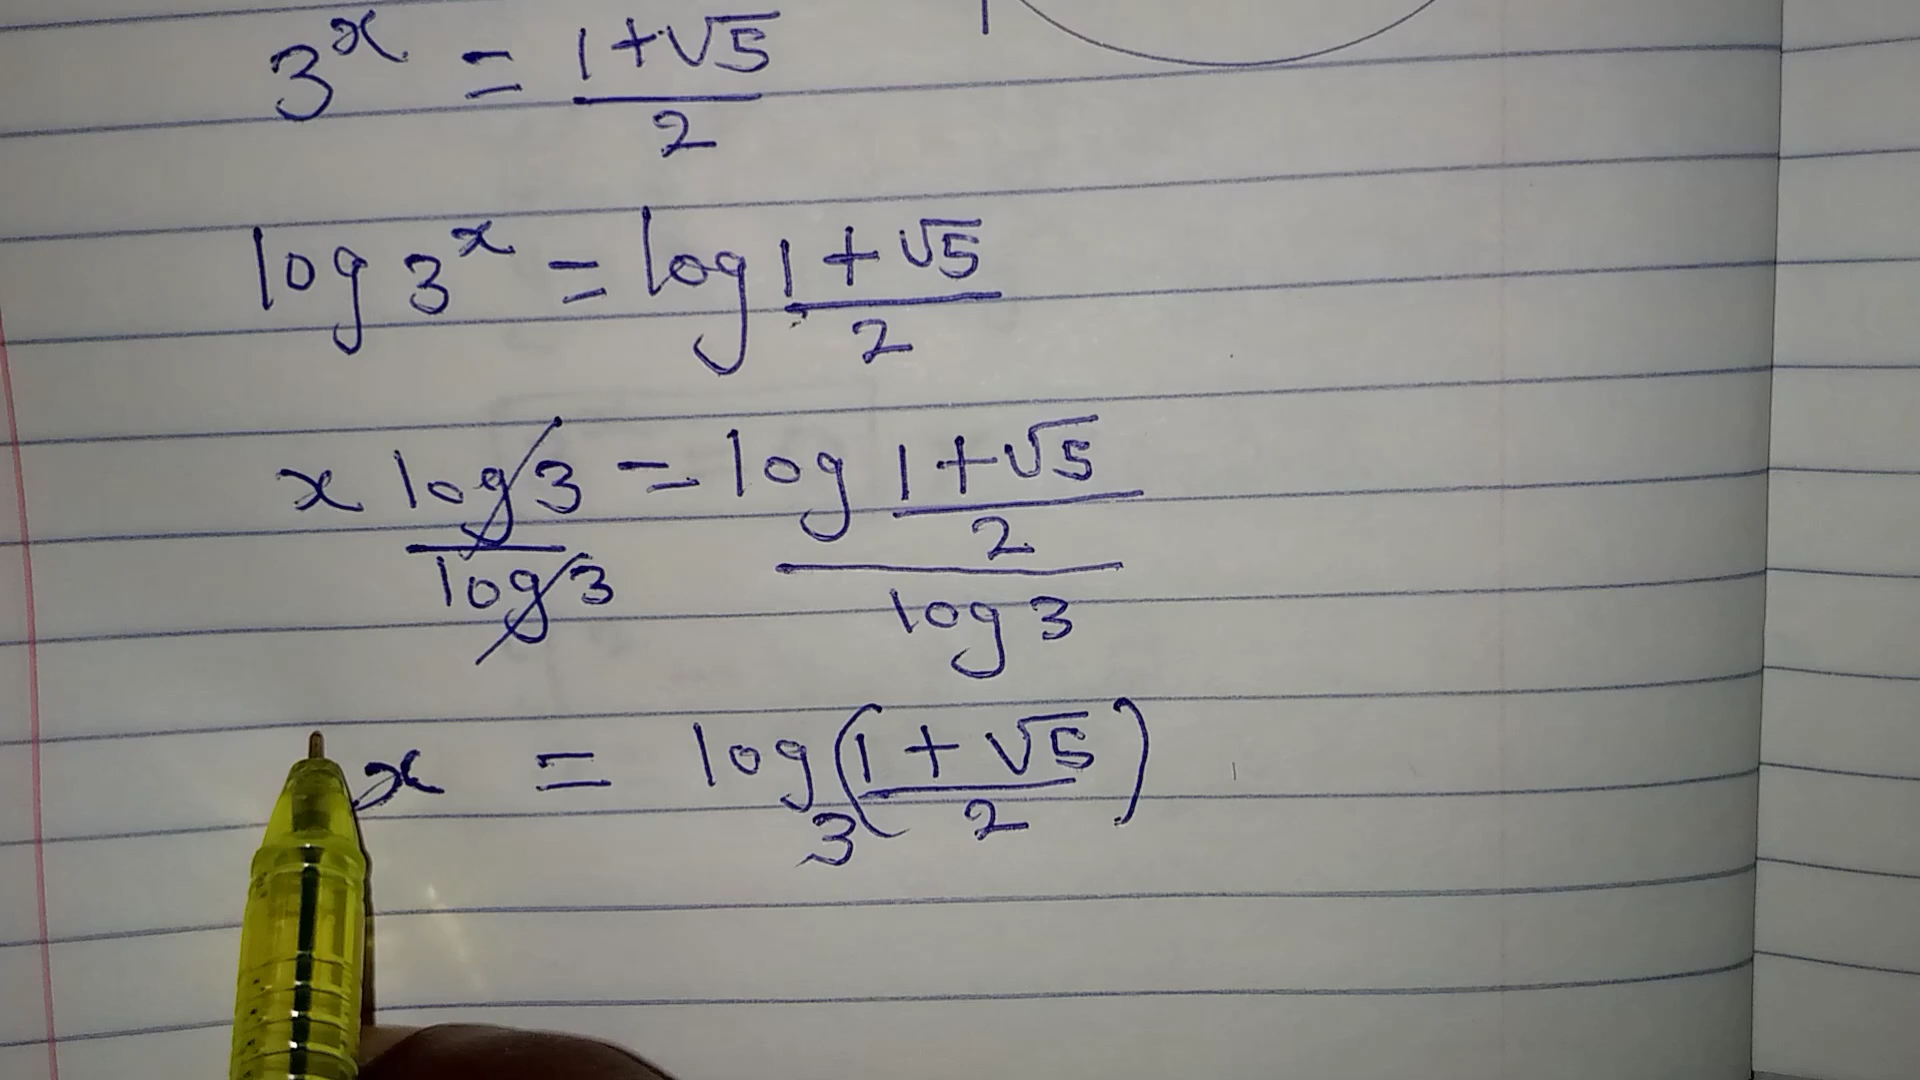 3^x = (1+√5)/2
log 3^x = log (1+√5)/2
x log 3 / log 3 = log (1+√5)/2 / log 3
x = log_3((1+√5)/2)